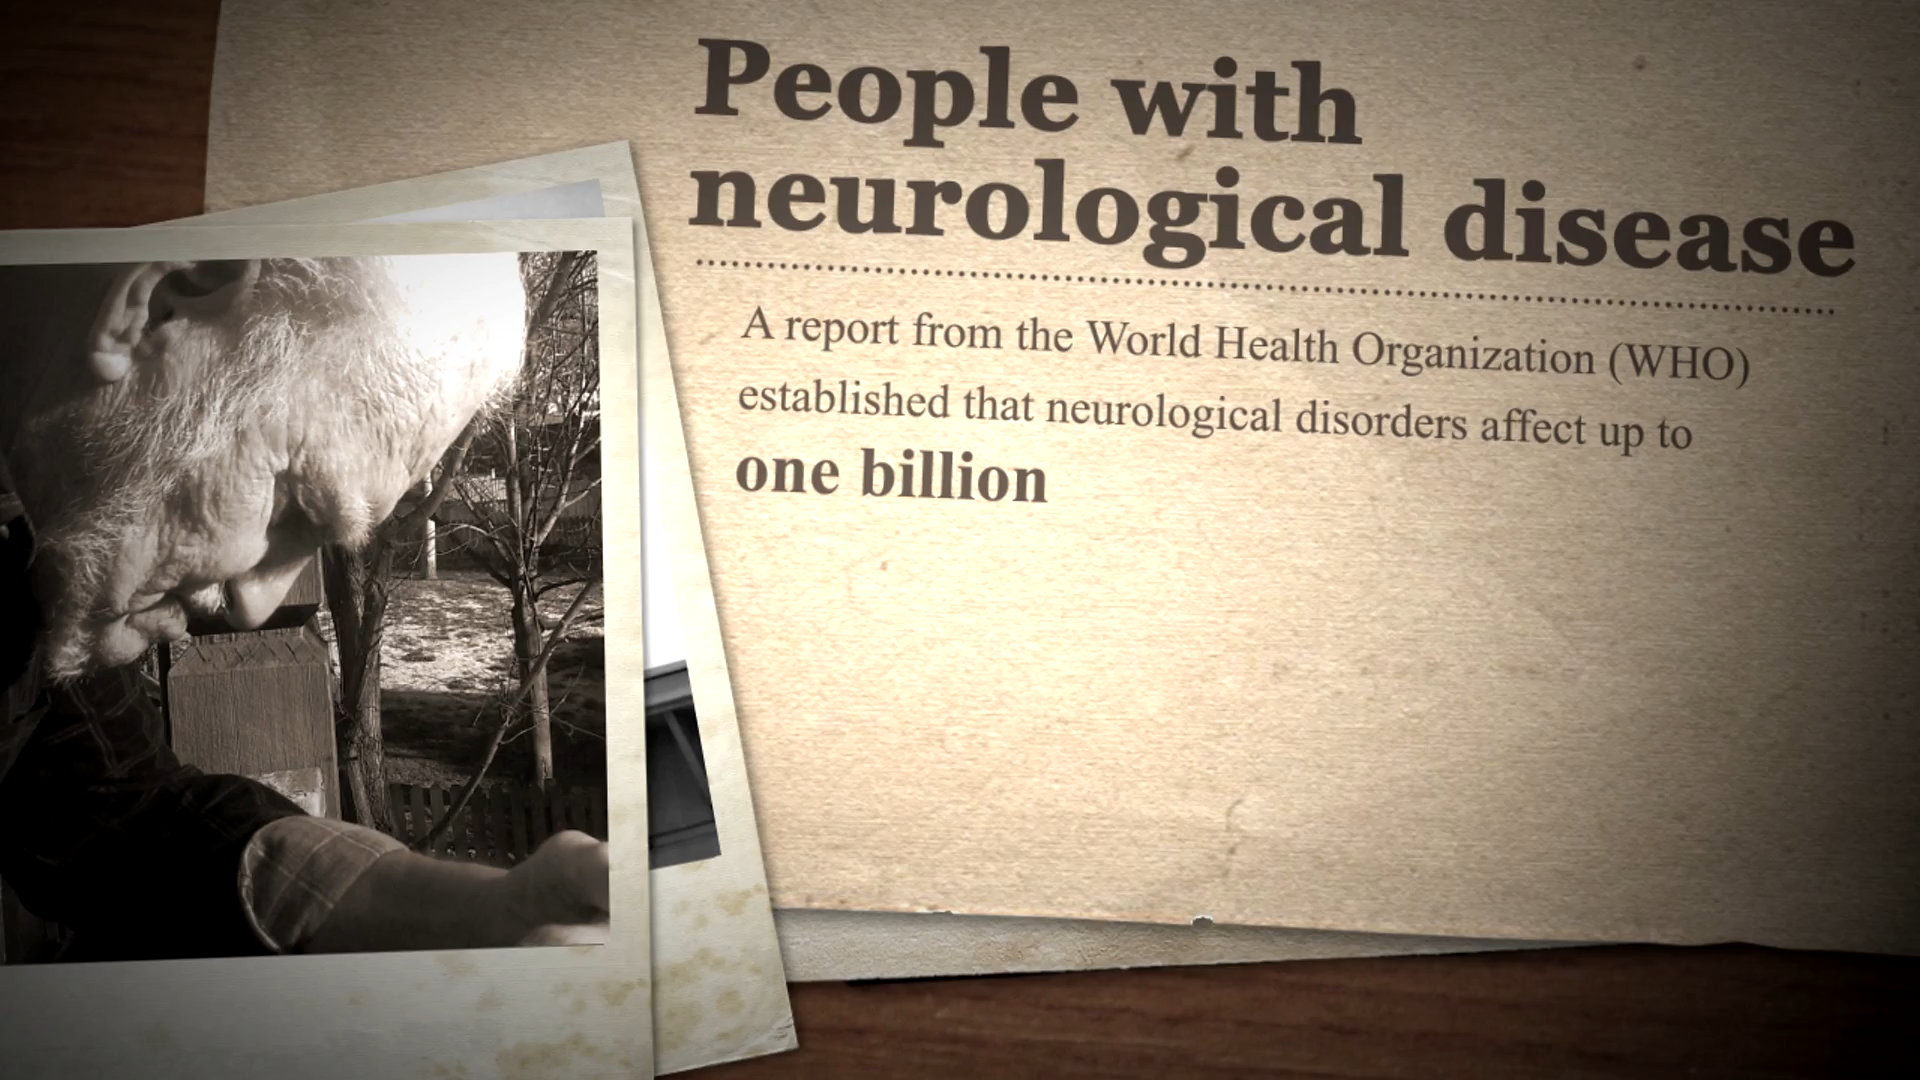 People with
neurological disease
A report from the World Health Organization (WHO)
established that neurological disorders affect up to
one billion